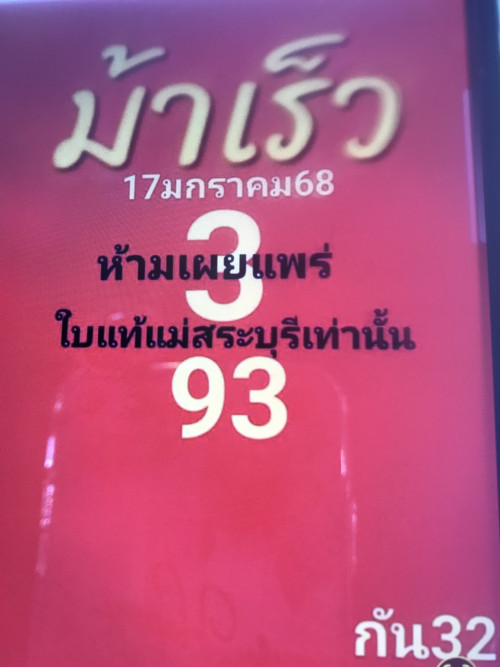 ม้าเร็ว
17มกราคม68
3
ห้ามเผยแพร่
ใบแท้แม่สระบุรีเท่านั้น
93
กัน32